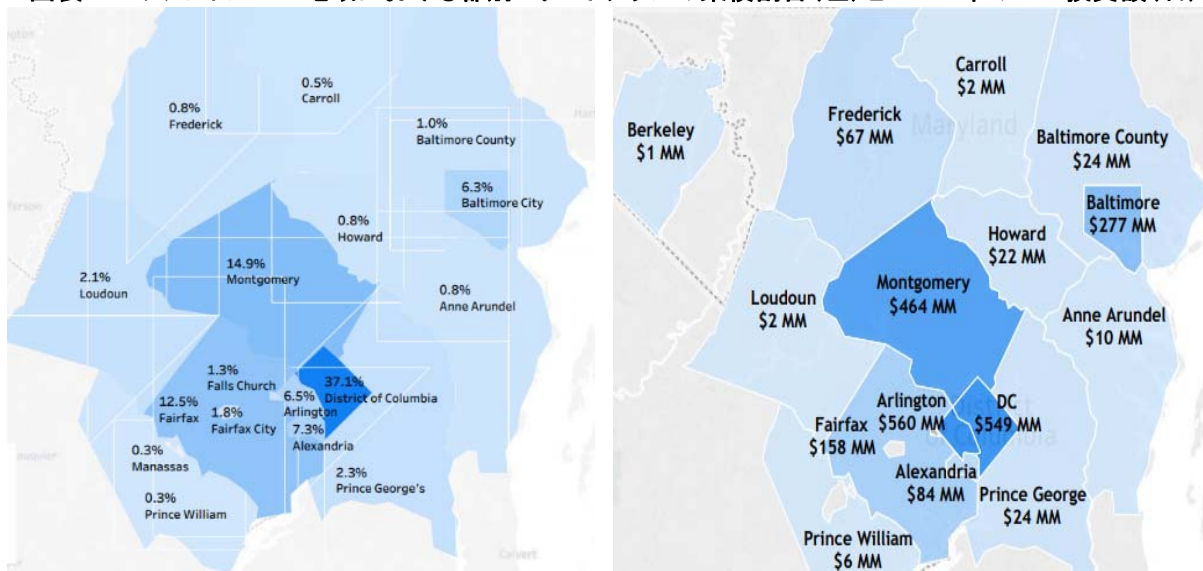 0.5%
Carroll
0.8%
Frederick
1.0%
Baltimore County
6.3%
Baltimore City
0.8%
Howard
14.9%
Montgomery
2.1%
Loudoun
0.8%
Anne Arundel
1.3%
Falls Church
37.1%
District of Columbia
12.5%
Fairfax
6.5%
Arlington
1.8%
Fairfax City
7.3%
Alexandria
0.3%
Manassas
2.3%
Prince George's
0.3%
Prince William
Calvert
Carroll
$2 MM
Frederick
$67 MM
Maryland
Berkeley
$1 MM
Baltimore County
$24 MM
Baltimore
$277 MM
Howard
$22 MM
Montgomery
$464 MM
Loudoun
$2 MM
Anne Arundel
$10 MM
Arlington
$560 MM
DC
$549 MM
District
of Columbia
Fairfax
$158 MM
Alexandria
$84 MM
Prince George
$24 MM
Prince William
$6 MM
Calvert